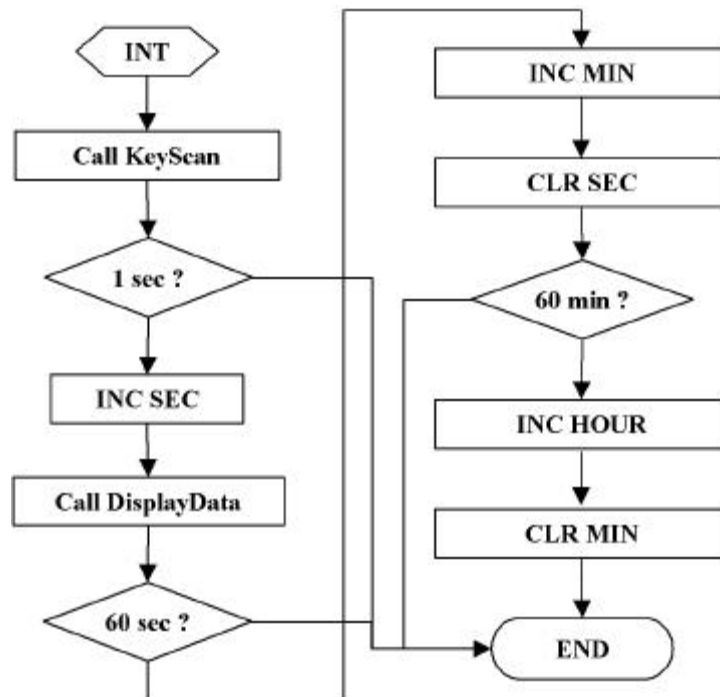 INT
Call KeyScan
1 sec ?
INC SEC
Call DisplayData
60 sec ?
INC MIN
CLR SEC
60 min ?
INC HOUR
CLR MIN
END